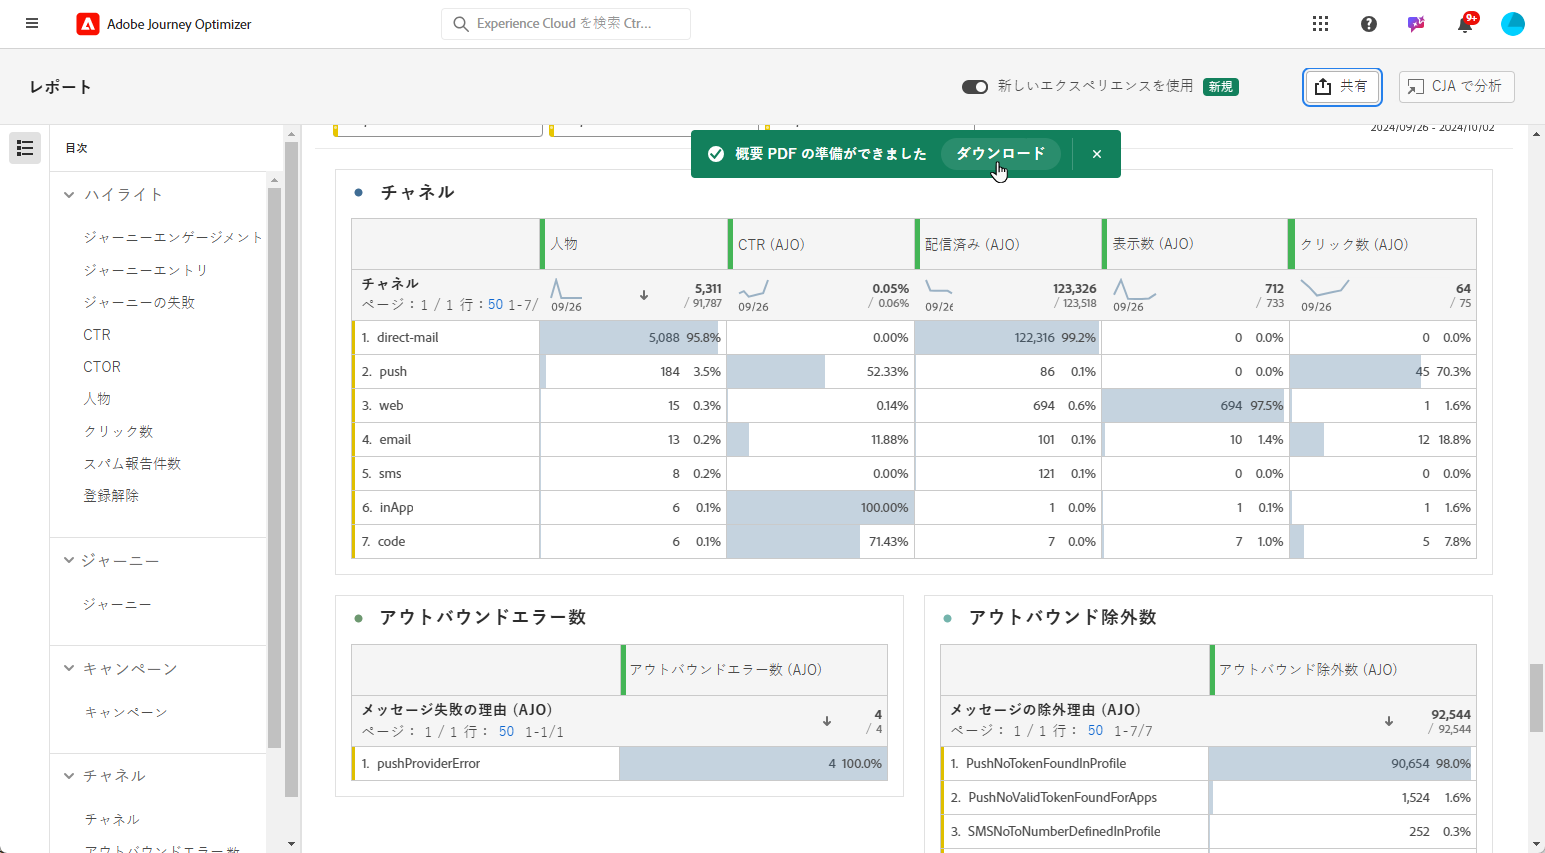 Adobe Journey Optimizer
Experience Cloud を検索 Ctr...
9+
レポート
新しいエクスペリエンスを使用 新規
共有
CJA で分析
目次
ハイライト
ジャーニーエンゲージメント
ジャーニーエントリ
ジャーニーの失敗
CTR
CTOR
人物
クリック数
スパム報告件数
登録解除
ジャーニー
ジャーニー
キャンペーン
キャンペーン
チャネル
チャネル
アウトバウンドエラー数
2024/09/26 - 2024/10/02
概要 PDF の準備ができました ダウンロード
チャネル
人物 CTR (AJO) 配信済み (AJO) 表示数 (AJO) クリック数 (AJO)
チャネル
ページ: 1 / 1 行: 50 1-7/
09/26 5,311 / 91,787
09/26 0.05% / 0.06%
09/26 123,326 / 123,518
09/26 712 / 733
09/26 64 / 75
1. direct-mail 5,088 95.8% 0.00% 122,316 99.2% 0 0.0% 0 0.0%
2. push 184 3.5% 52.33% 86 0.1% 0 0.0% 45 70.3%
3. web 15 0.3% 0.14% 694 0.6% 694 97.5% 1 1.6%
4. email 13 0.2% 11.88% 101 0.1% 10 1.4% 12 18.8%
5. sms 8 0.2% 0.00% 121 0.1% 0 0.0% 0 0.0%
6. inApp 6 0.1% 100.00% 1 0.0% 1 0.1% 1 1.6%
7. code 6 0.1% 71.43% 7 0.0% 7 1.0% 5 7.8%
アウトバウンドエラー数
アウトバウンドエラー数 (AJO)
メッセージ失敗の理由 (AJO)
ページ: 1 / 1 行: 50 1-1/1
4 / 4
1. pushProviderError 4 100.0%
アウトバウンド除外数
アウトバウンド除外数 (AJO)
メッセージの除外理由 (AJO)
ページ: 1 / 1 行: 50 1-7/7
92,544 / 92,544
1. PushNoTokenFoundInProfile 90,654 98.0%
2. PushNoValidTokenFoundForApps 1,524 1.6%
3. SMSNoToNumberDefinedInProfile 252 0.3%